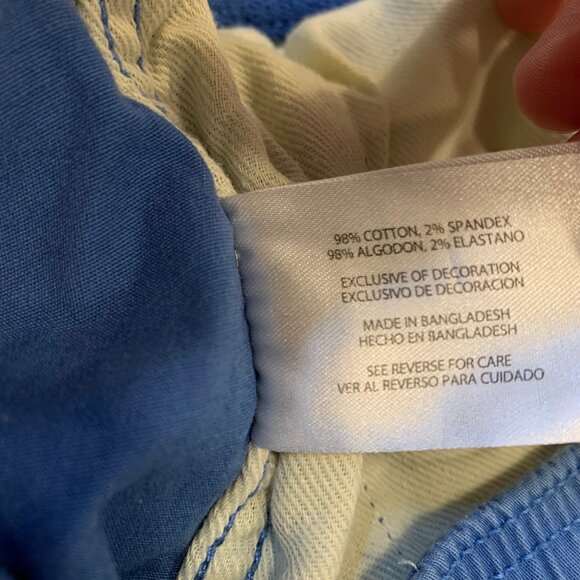 98% COTTON, 2% SPANDEX
98% ALGODON, 2% ELASTANO
EXCLUSIVE OF DECORATION
EXCLUSIVO DE DECORACION
MADE IN BANGLADESH
HECHO EN BANGLADESH
SEE REVERSE FOR CARE
VER AL REVERSO PARA CUIDADO